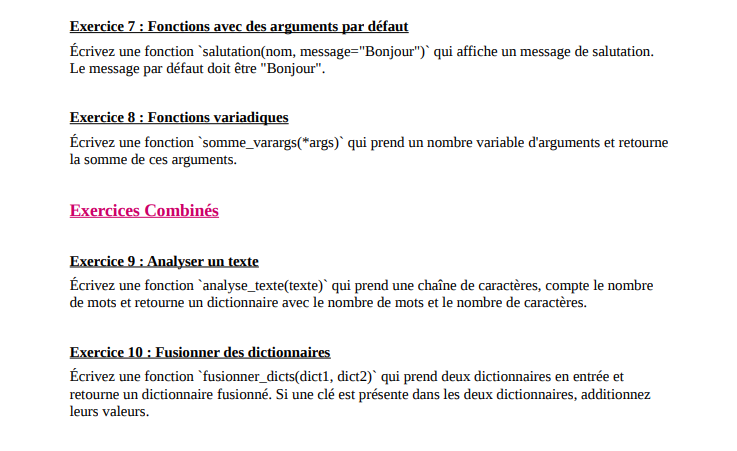 Exercice 7 : Fonctions avec des arguments par défaut
Écrivez une fonction `salutation(nom, message="Bonjour")` qui affiche un message de salutation.
Le message par défaut doit être "Bonjour".
Exercice 8 : Fonctions variadiques
Écrivez une fonction `somme_varargs(*args)` qui prend un nombre variable d'arguments et retourne
la somme de ces arguments.
Exercices Combinés
Exercice 9 : Analyser un texte
Écrivez une fonction `analyse_texte(texte)` qui prend une chaîne de caractères, compte le nombre
de mots et retourne un dictionnaire avec le nombre de mots et le nombre de caractères.
Exercice 10 : Fusionner des dictionnaires
Écrivez une fonction `fusionner_dicts(dict1, dict2)` qui prend deux dictionnaires en entrée et
retourne un dictionnaire fusionné. Si une clé est présente dans les deux dictionnaires, additionnez
leurs valeurs.